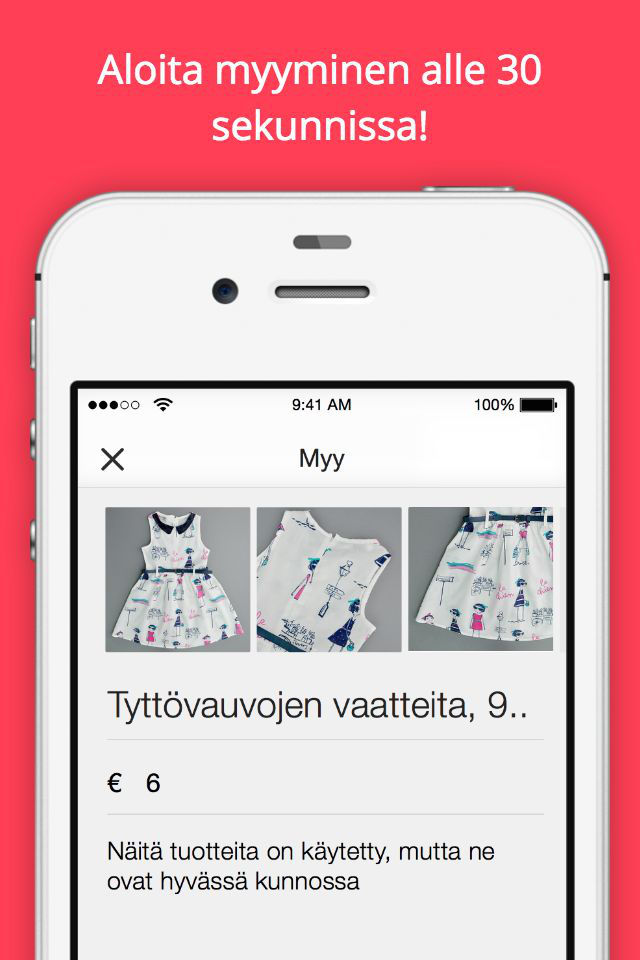 Aloita myyminen alle 30
sekunnissa!
9:41 AM
100%
Myy
Tyttövauvojen vaatteita, 9..
€ 6
Näitä tuotteita on käytetty, mutta ne
ovat hyvässä kunnossa